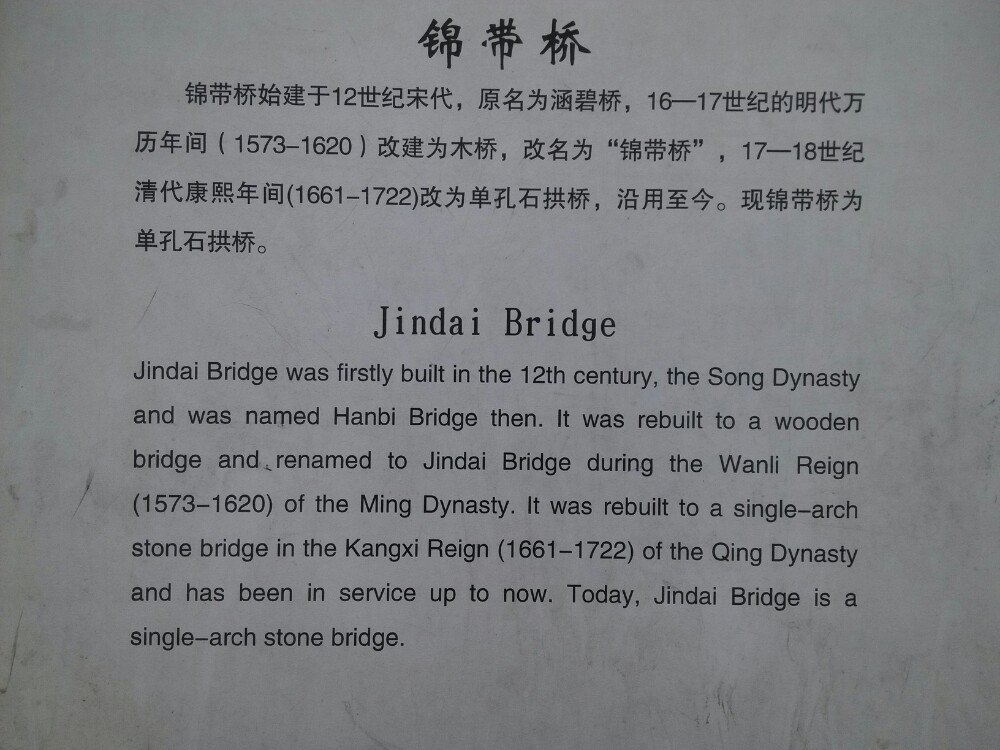 锦带桥
锦带桥始建于12世纪宋代，原名为涵碧桥，16—17世纪的明代万
历年间（1573–1620）改建为木桥，改名为“锦带桥”，17—18世纪
清代康熙年间(1661–1722)改为单孔石拱桥，沿用至今。现锦带桥为
单孔石拱桥。
Jindai Bridge
Jindai Bridge was firstly built in the 12th century, the Song Dynasty
and was named Hanbi Bridge then. It was rebuilt to a wooden
bridge and renamed to Jindai Bridge during the Wanli Reign
(1573–1620) of the Ming Dynasty. It was rebuilt to a single–arch
stone bridge in the Kangxi Reign (1661–1722) of the Qing Dynasty
and has been in service up to now. Today, Jindai Bridge is a
single–arch stone bridge.